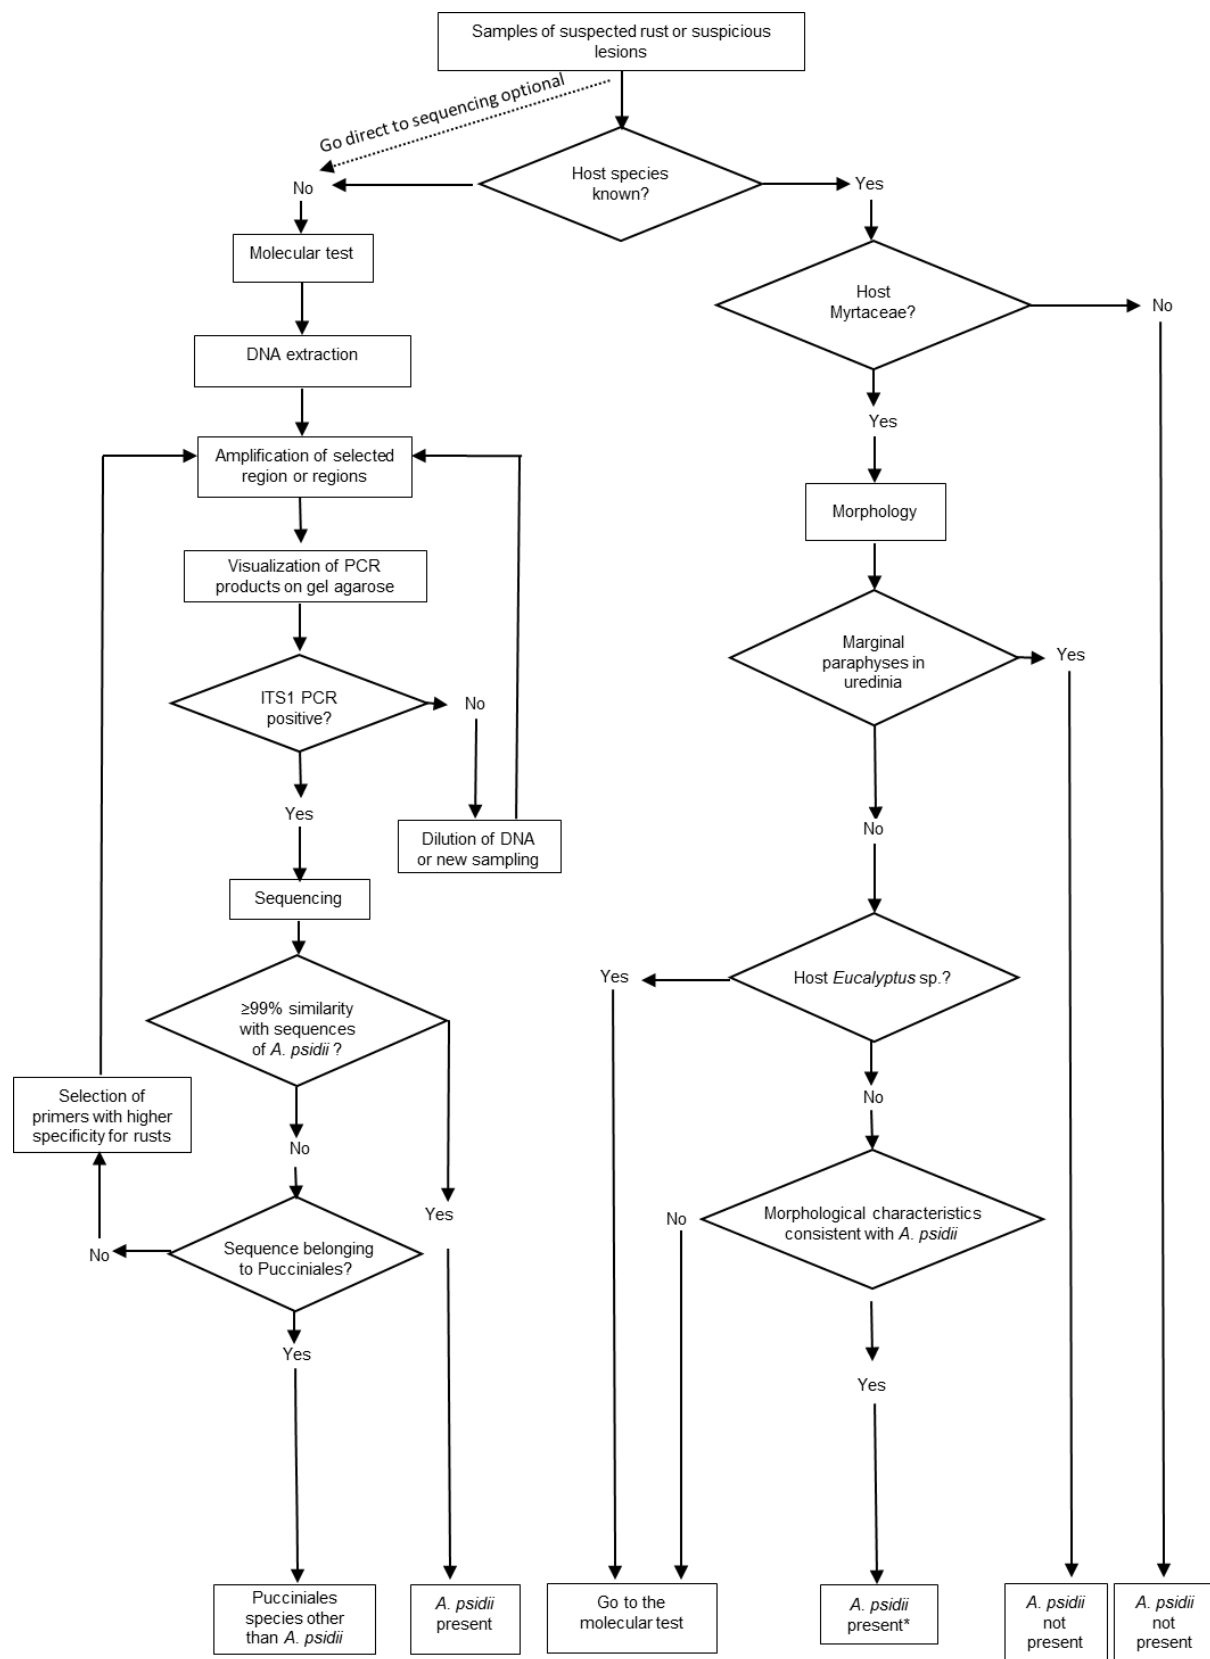 Samples of suspected rust or suspicious
lesions
Go direct to sequencing optional
Host species
known?
No
Yes
Molecular test
Host
Myrtaceae?
No
DNA extraction
Yes
Amplification of selected
region or regions
Morphology
Visualization of PCR
products on gel agarose
Marginal
paraphyses in
uredinia
Yes
ITS1 PCR
positive?
No
Yes
No
Dilution of DNA
or new sampling
Sequencing
Host Eucalyptus sp.?
Yes
≥99% similarity
with sequences
of A. psidii ?
Selection of
primers with higher
specificity for rusts
No
No
Yes
Morphological characteristics
consistent with A. psidii
No
Sequence belonging
to Pucciniales?
No
Yes
Yes
Pucciniales
species other
than A. psidii
A. psidii
present
Go to the
molecular test
A. psidii
present*
A. psidii
not
present
A. psidii
not present